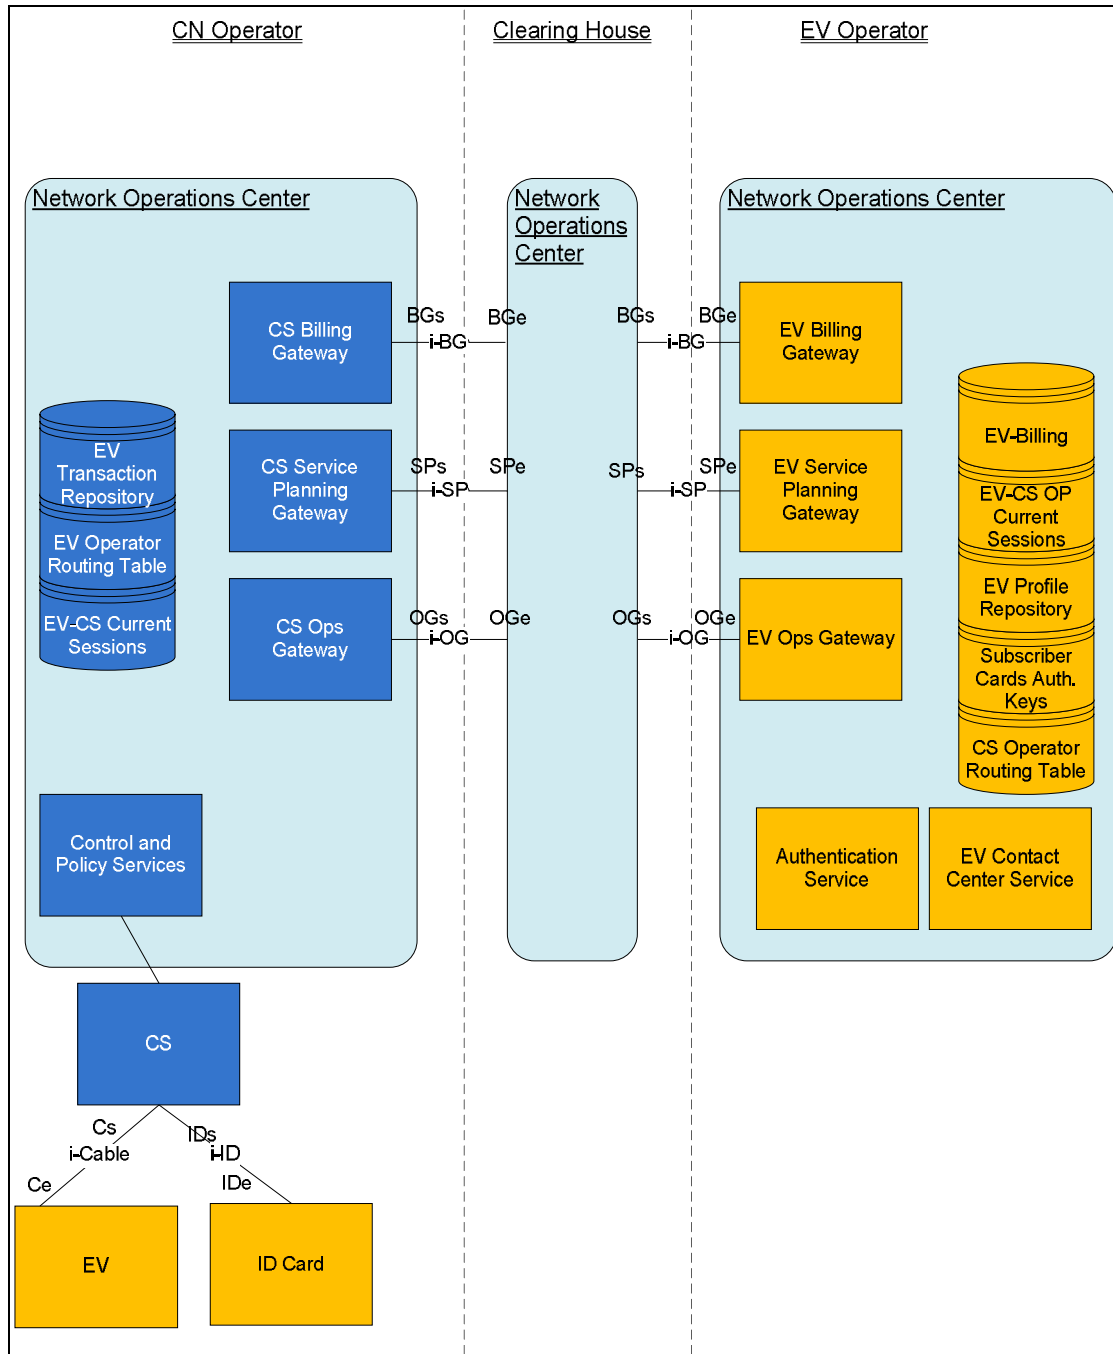 CN Operator
Clearing House
EV Operator
Network Operations Center
Network
Operations
Center
Network Operations Center
CS Billing
Gateway
BGs
i-BG
BGe
BGs
i-BG
BGe
EV Billing
Gateway
EV
Transaction
Repository
EV Operator
Routing Table
EV-CS Current
Sessions
CS Service
Planning
Gateway
SPs
i-SP
SPe
SPs
i-SP
SPe
EV Service
Planning
Gateway
CS Ops
Gateway
OGs
i-OG
OGe
OGs
i-OG
OGe
EV Ops Gateway
EV-Billing
EV-CS OP
Current
Sessions
EV Profile
Repository
Subscriber
Cards Auth.
Keys
CS Operator
Routing Table
Control and
Policy Services
Authentication
Service
EV Contact
Center Service
CS
Cs
i-Cable
Ce
IDs
i-ID
IDe
EV
ID Card